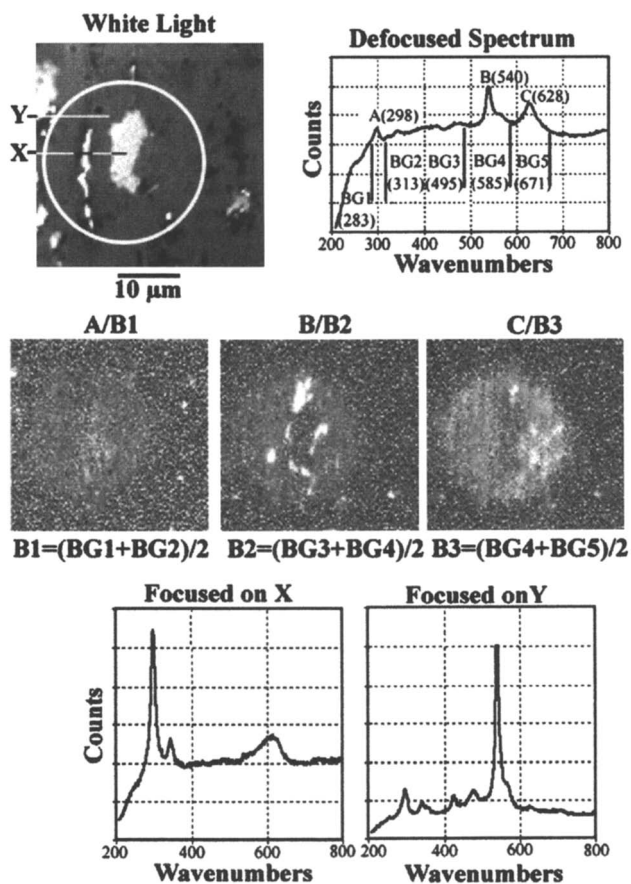 White Light
Y
X
10 µm
Defocused Spectrum
Counts
A(298)
B(540)
C(628)
BG1
(283)
BG2
(313)
BG3
(495)
BG4
(585)
BG5
(671)
200 300 400 500 600 700 800
Wavenumbers
A/B1
B/B2
C/B3
B1=(BG1+BG2)/2
B2=(BG3+BG4)/2
B3=(BG4+BG5)/2
Focused on X
Counts
200 400 600 800
Wavenumbers
Focused onY
200 400 600 800
Wavenumbers